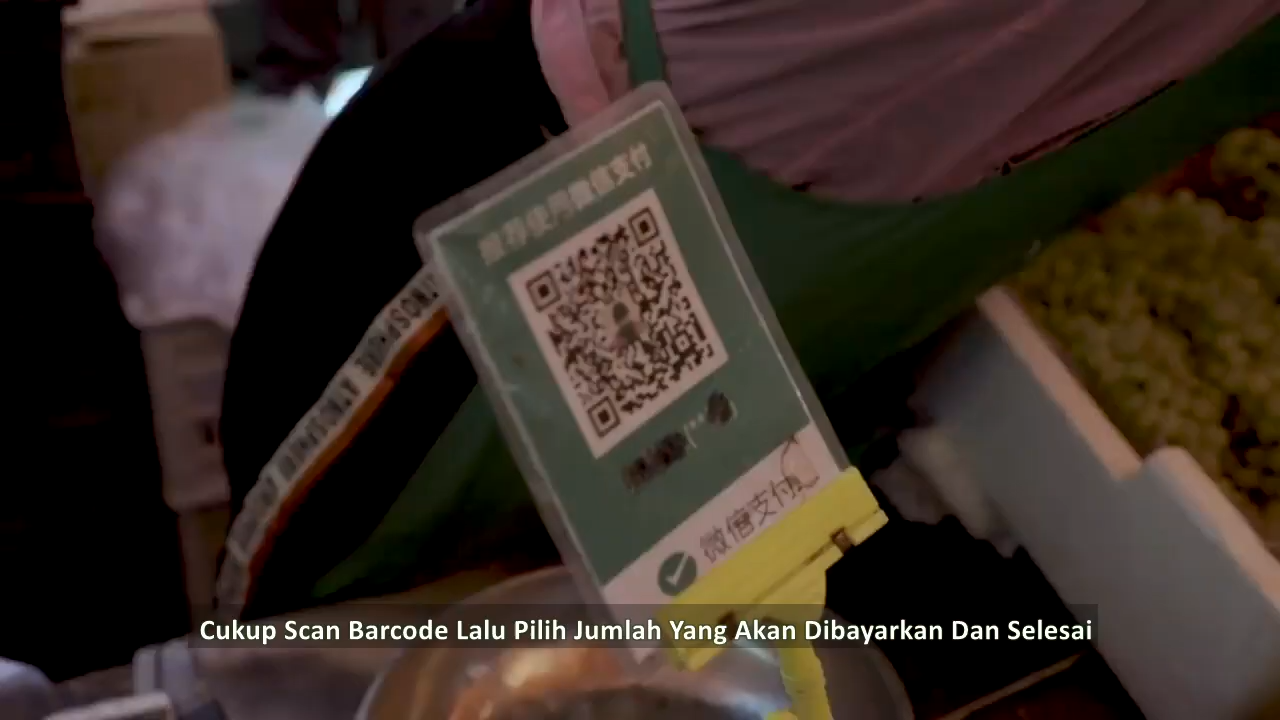 推荐使用微信支付
微信支付
Cukup Scan Barcode Lalu Pilih Jumlah Yang Akan Dibayarkan Dan Selesai